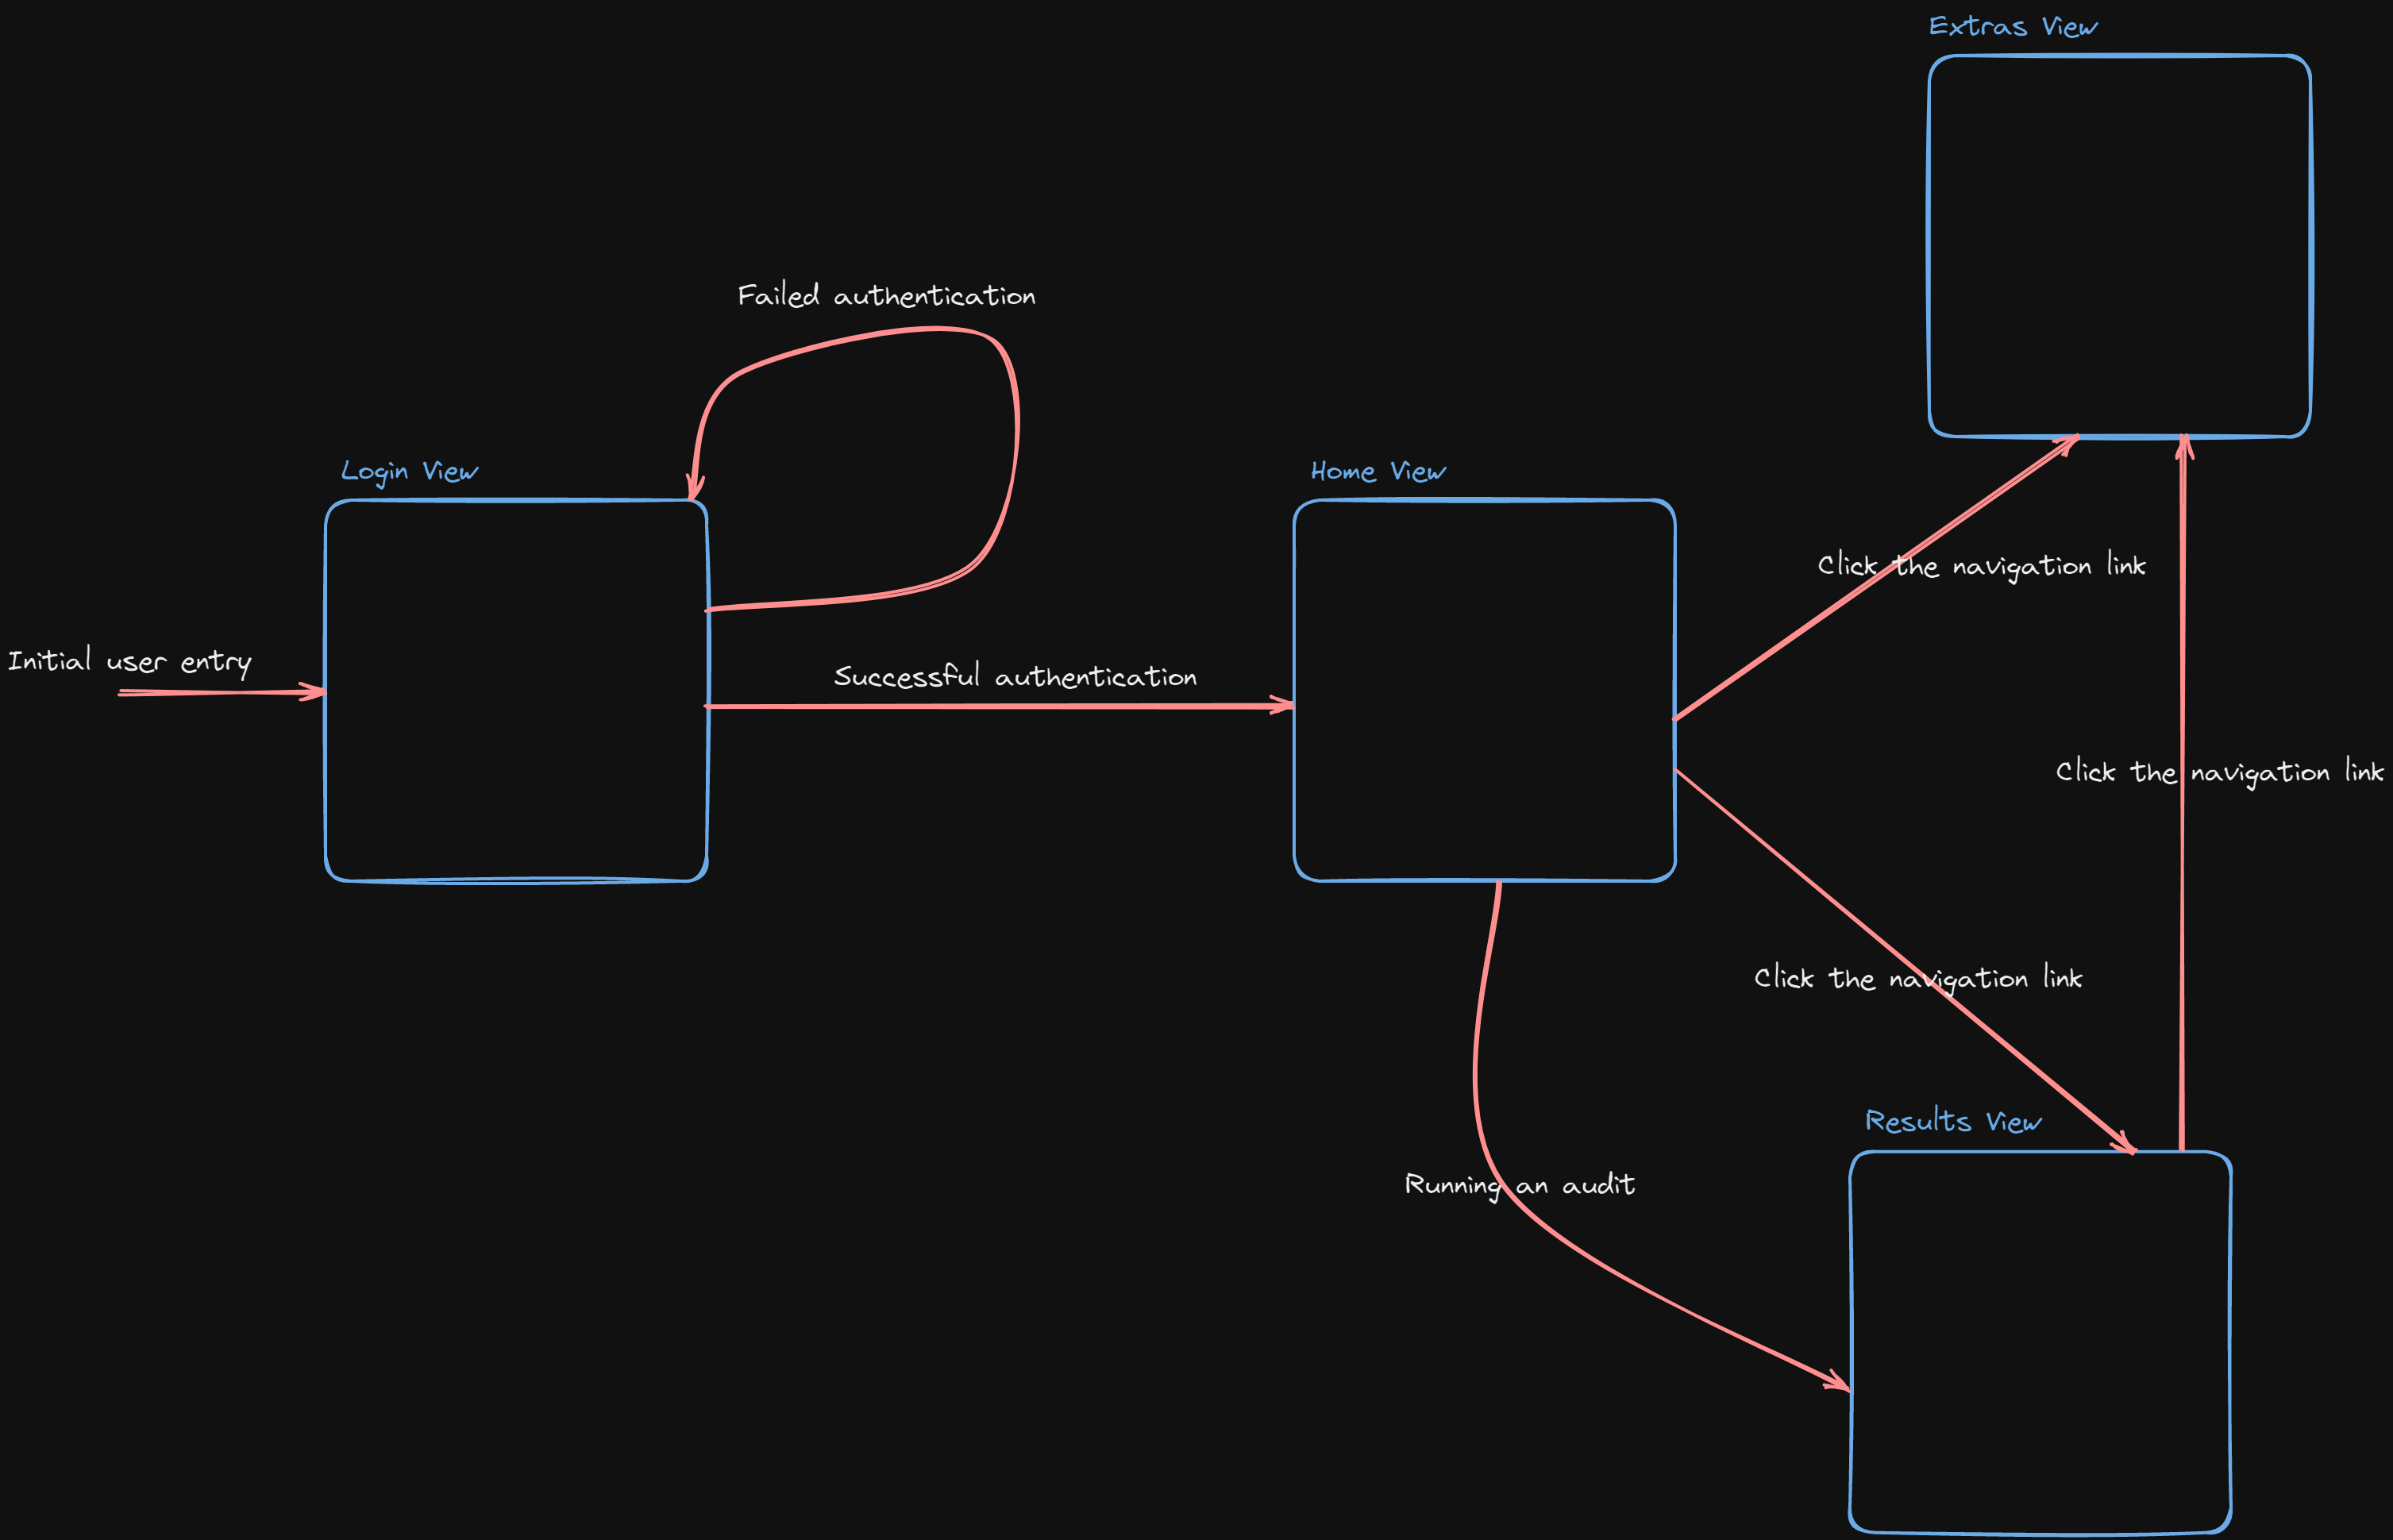 Extras View
Failed authentication
Login View
Home View
Click the navigation link
Initial user entry
Successful authentication
Click the navigation link
Click the navigation link
Results View
Running an audit